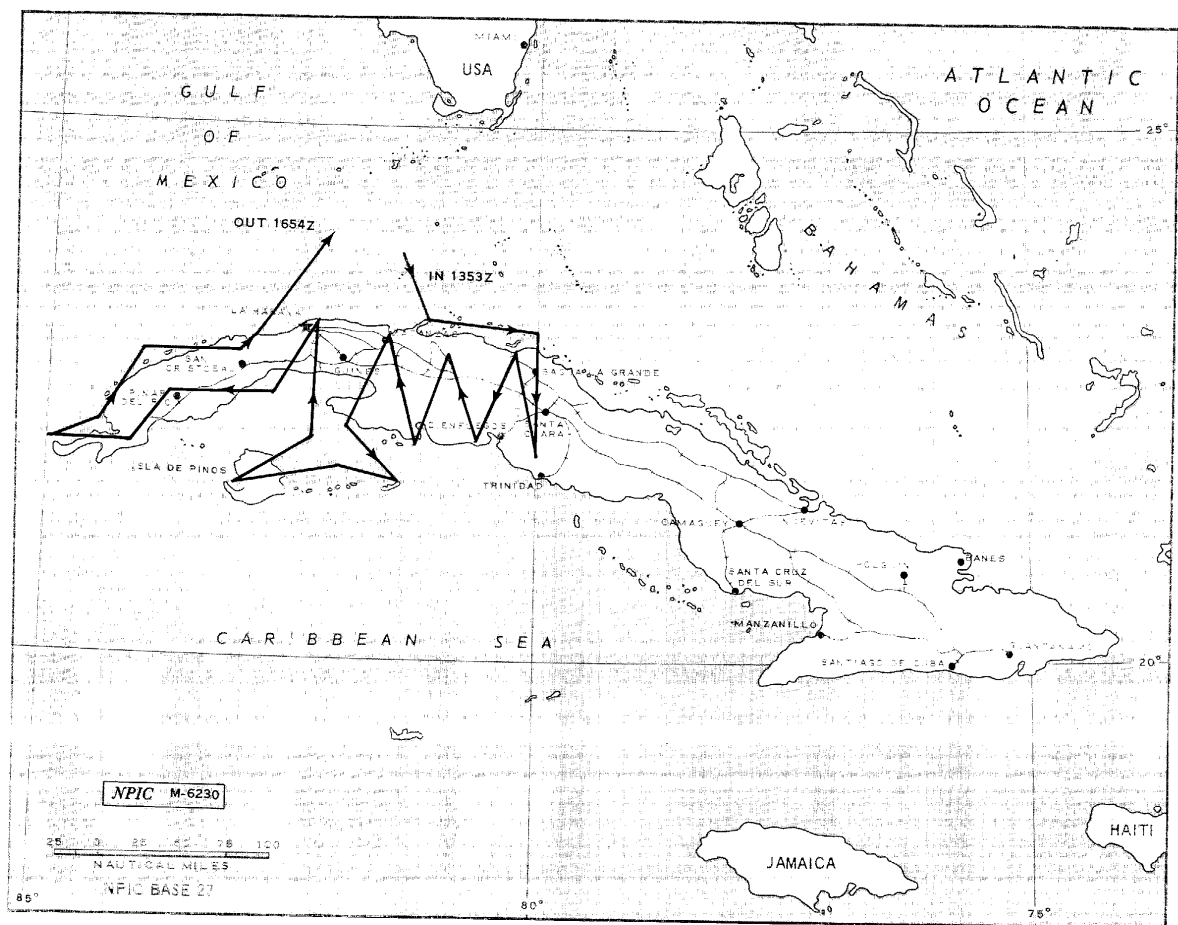 MIAMI
USA
GULF
OF
MEXICO
ATLANTIC
OCEAN
25°
OUT 1654Z
IN 1353Z
BAHAMAS
LA HABANA
SAN
CRISTOBAL
PINAR
DEL RIO
GUINES
SAGUA LA GRANDE
CIENFUEGOS
SANTA
CLARA
ISLA DE PINOS
TRINIDAD
CAMAGUEY
NUEVITAS
SANTA CRUZ
DEL SUR
HOLGUIN
BANES
MANZANILLO
CARIBBEAN SEA
SANTIAGO DE CUBA
GUANTANAMO
20°
NPIC M-6230
25 0 25 50 75 100
NAUTICAL MILES
NPIC BASE 27
JAMAICA
HAITI
85°
80°
75°